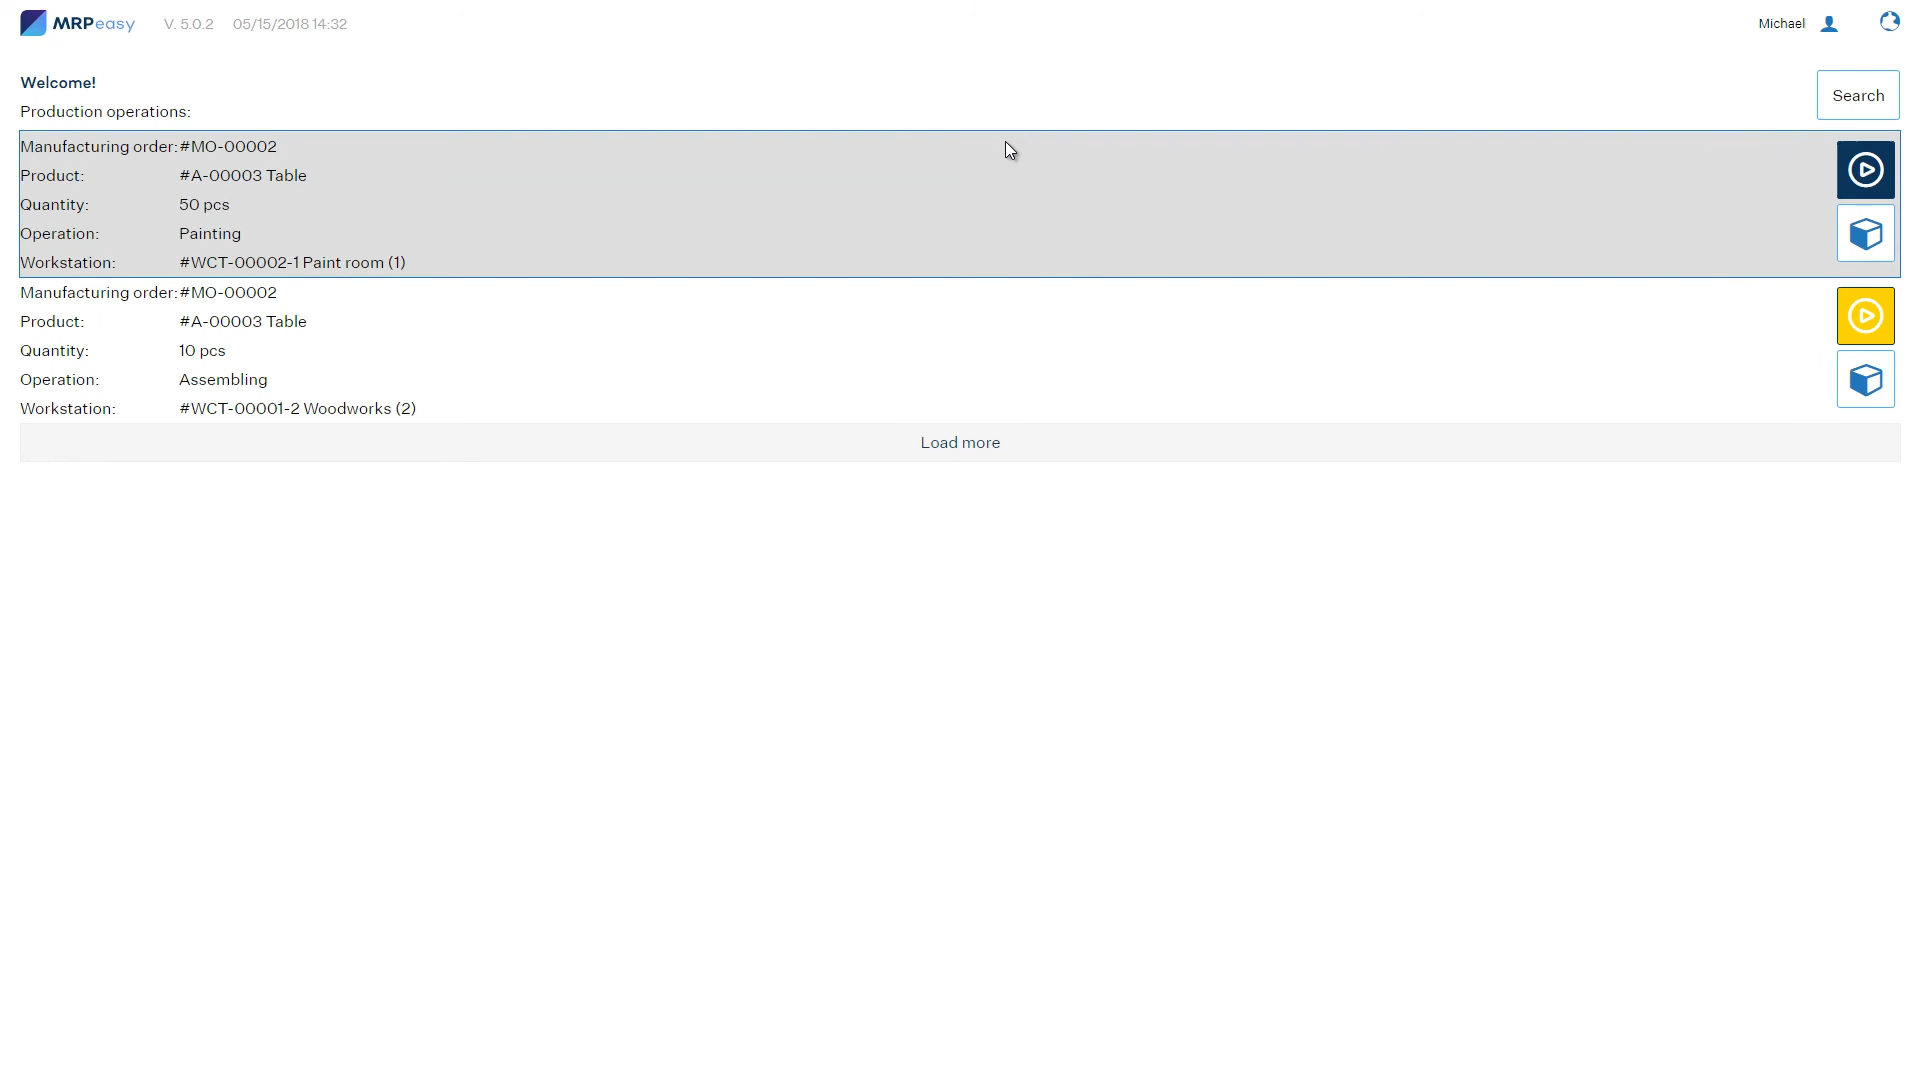 MRPeasy V. 5.0.2 05/15/2018 14:32 Michael
Welcome!
Search
Production operations:
Manufacturing order: #MO-00002
Product: #A-00003 Table
Quantity: 50 pcs
Operation: Painting
Workstation: #WCT-00002-1 Paint room (1)
Manufacturing order: #MO-00002
Product: #A-00003 Table
Quantity: 10 pcs
Operation: Assembling
Workstation: #WCT-00001-2 Woodworks (2)
Load more